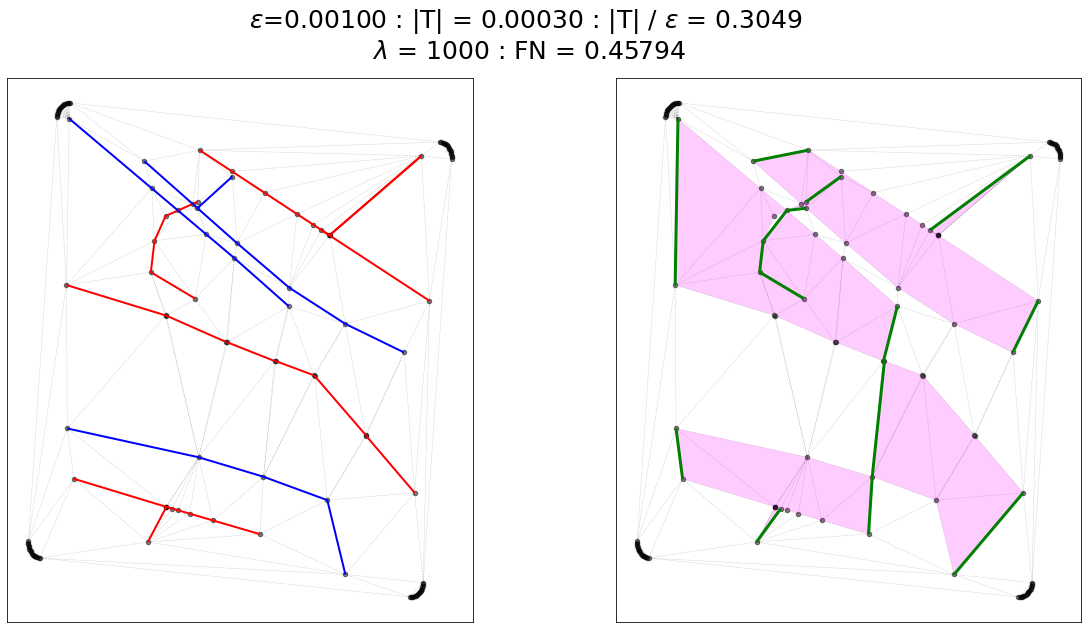 ε=0.00100 : |T| = 0.00030 : |T| / ε = 0.3049
λ = 1000 : FN = 0.45794